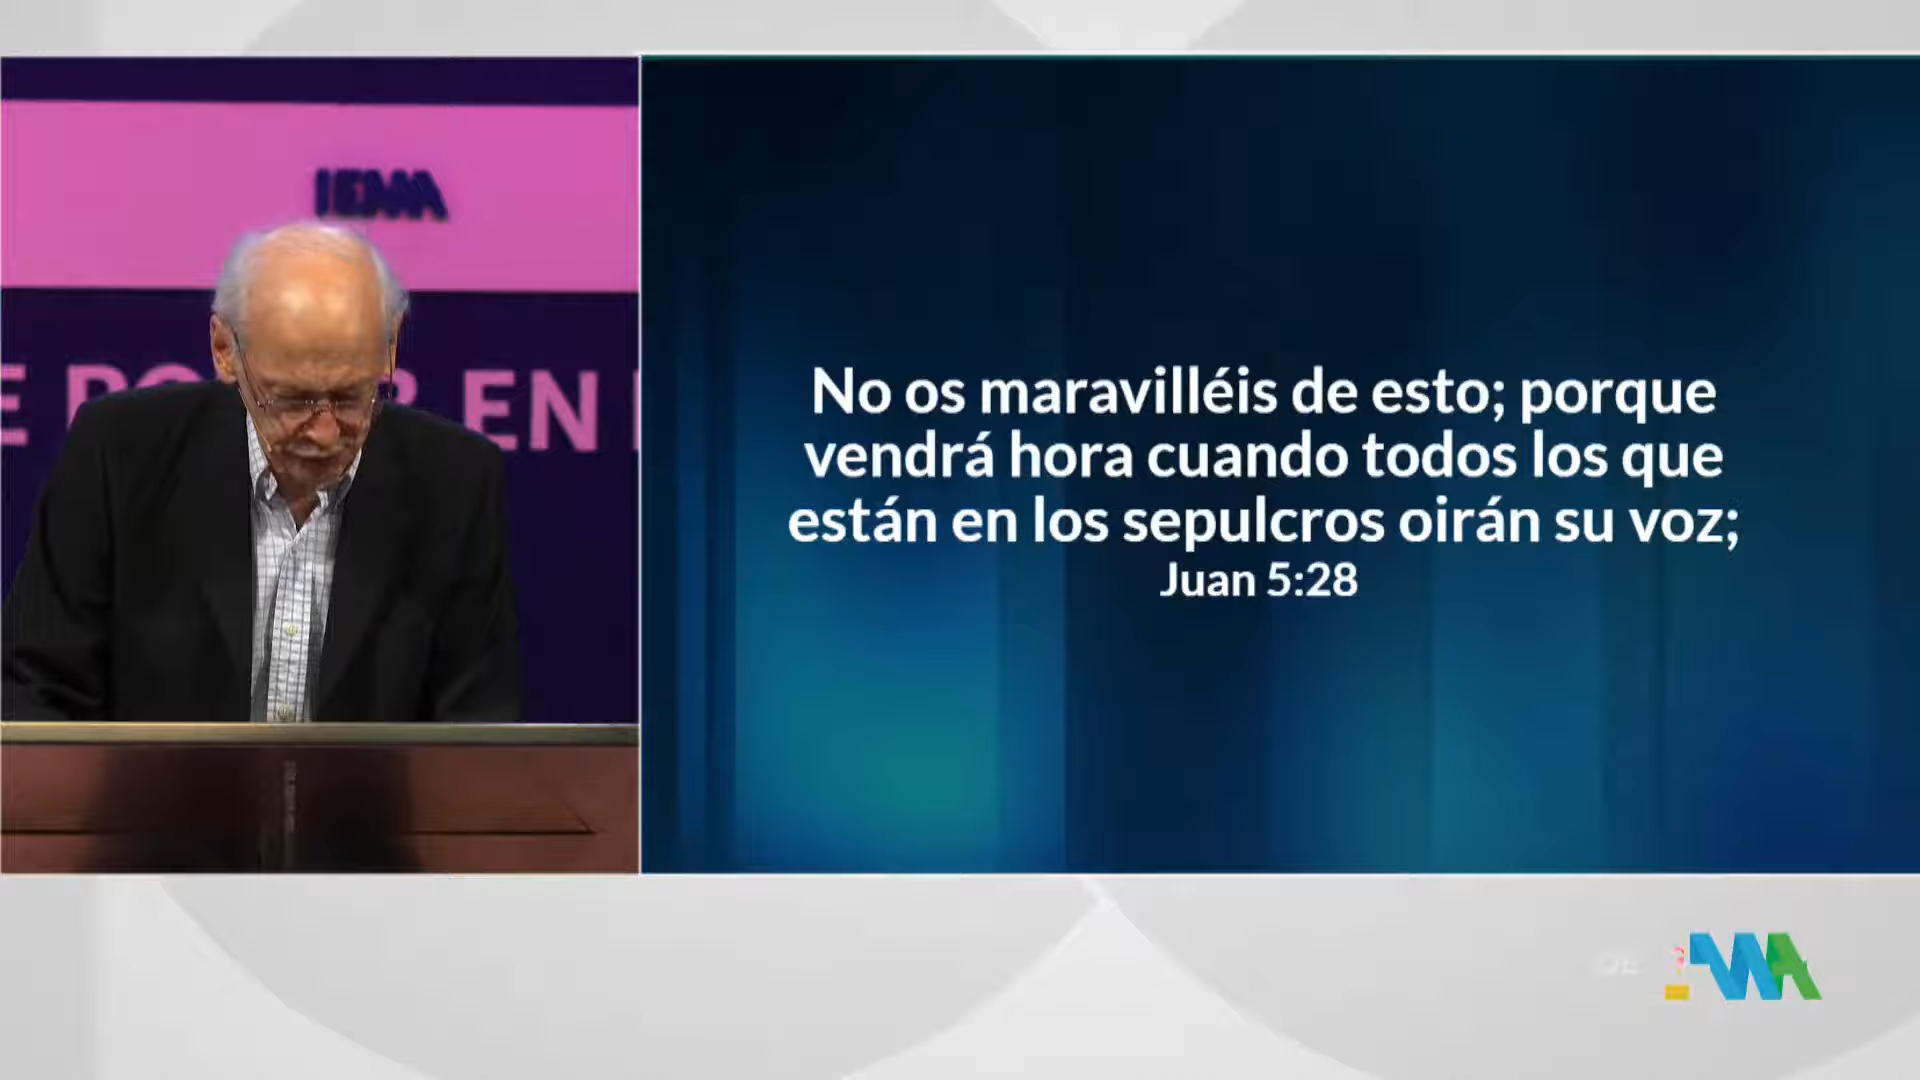 IEMA
EN
No os maravilléis de esto; porque
vendrá hora cuando todos los que
están en los sepulcros oirán su voz;
Juan 5:28